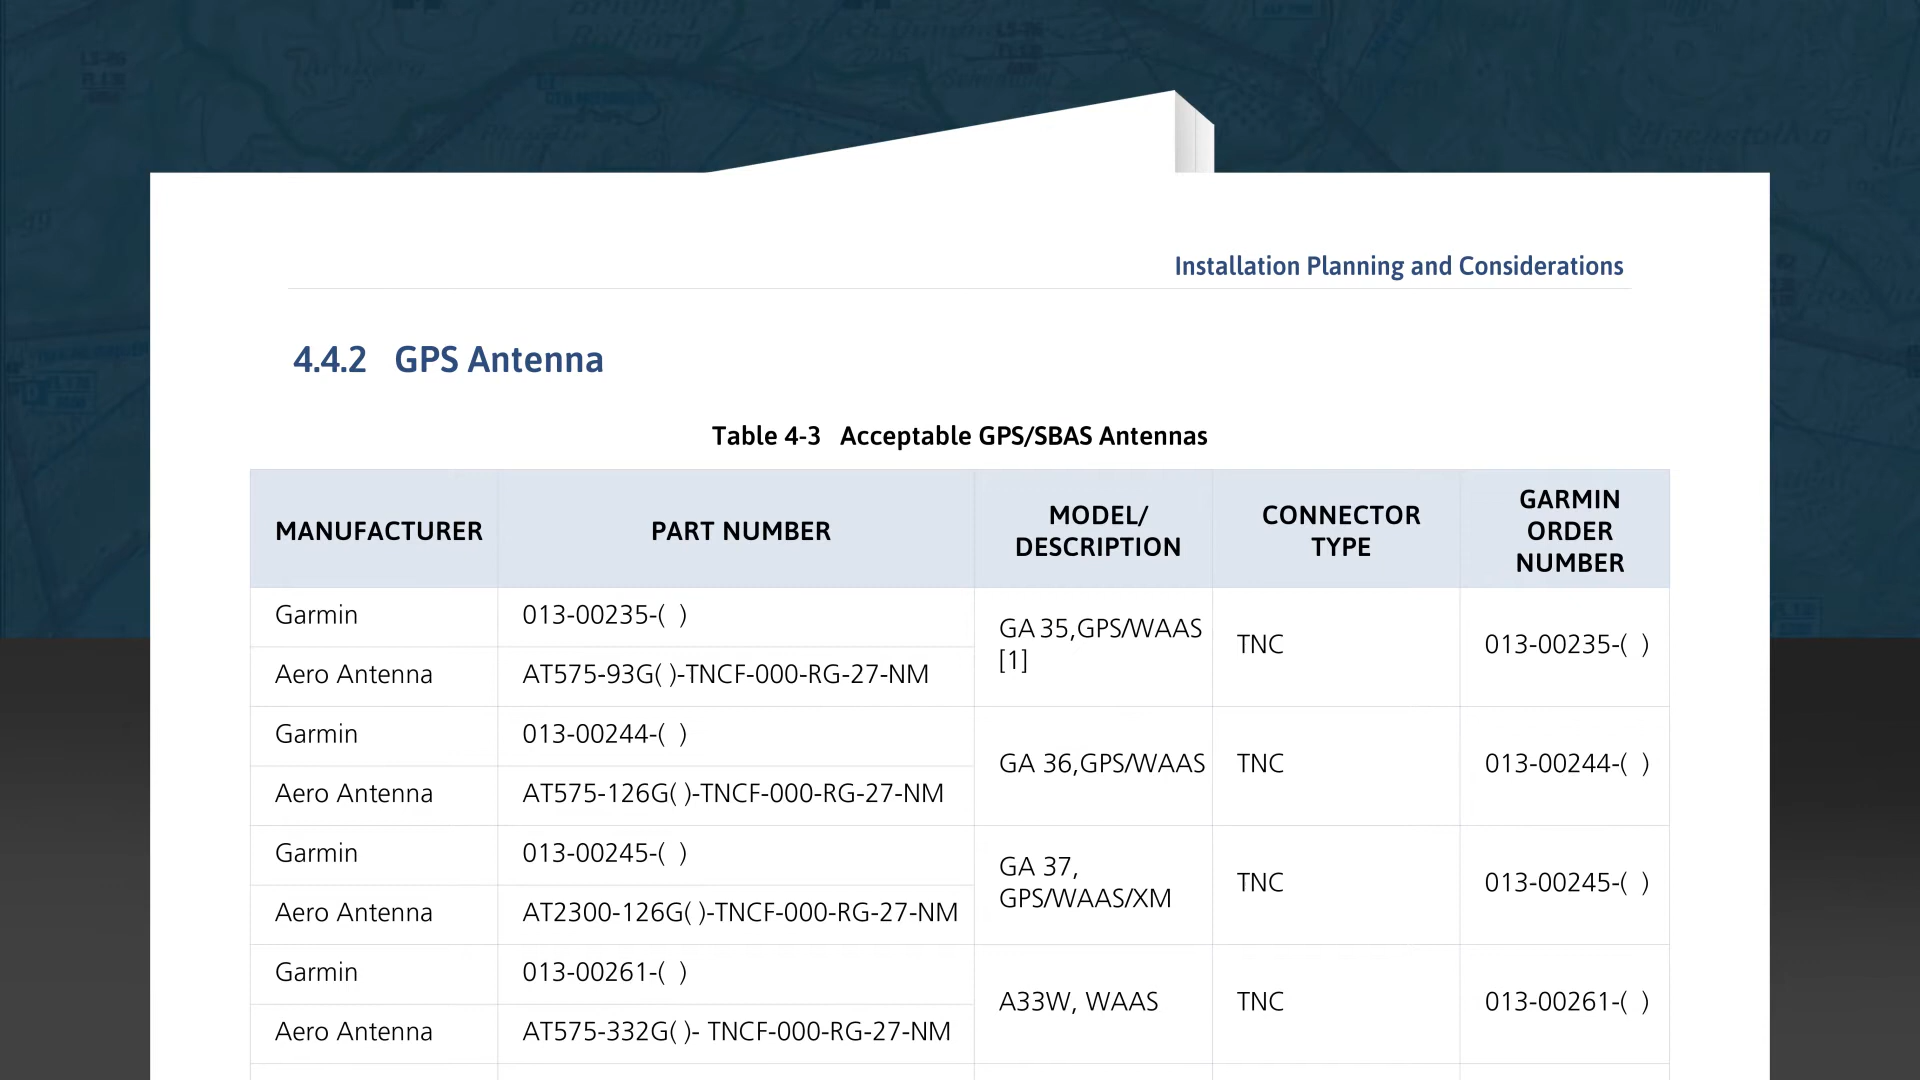 Installation Planning and Considerations
4.4.2 GPS Antenna
Table 4-3 Acceptable GPS/SBAS Antennas
MANUFACTURER
PART NUMBER
MODEL/
DESCRIPTION
CONNECTOR
TYPE
GARMIN
ORDER
NUMBER
Garmin
013-00235-( )
GA 35,GPS/WAAS
[1]
TNC
013-00235-( )
Aero Antenna
AT575-93G( )-TNCF-000-RG-27-NM
Garmin
013-00244-( )
GA 36,GPS/WAAS
TNC
013-00244-( )
Aero Antenna
AT575-126G( )-TNCF-000-RG-27-NM
Garmin
013-00245-( )
GA 37,
GPS/WAAS/XM
TNC
013-00245-( )
Aero Antenna
AT2300-126G( )-TNCF-000-RG-27-NM
Garmin
013-00261-( )
A33W, WAAS
TNC
013-00261-( )
Aero Antenna
AT575-332G( )- TNCF-000-RG-27-NM